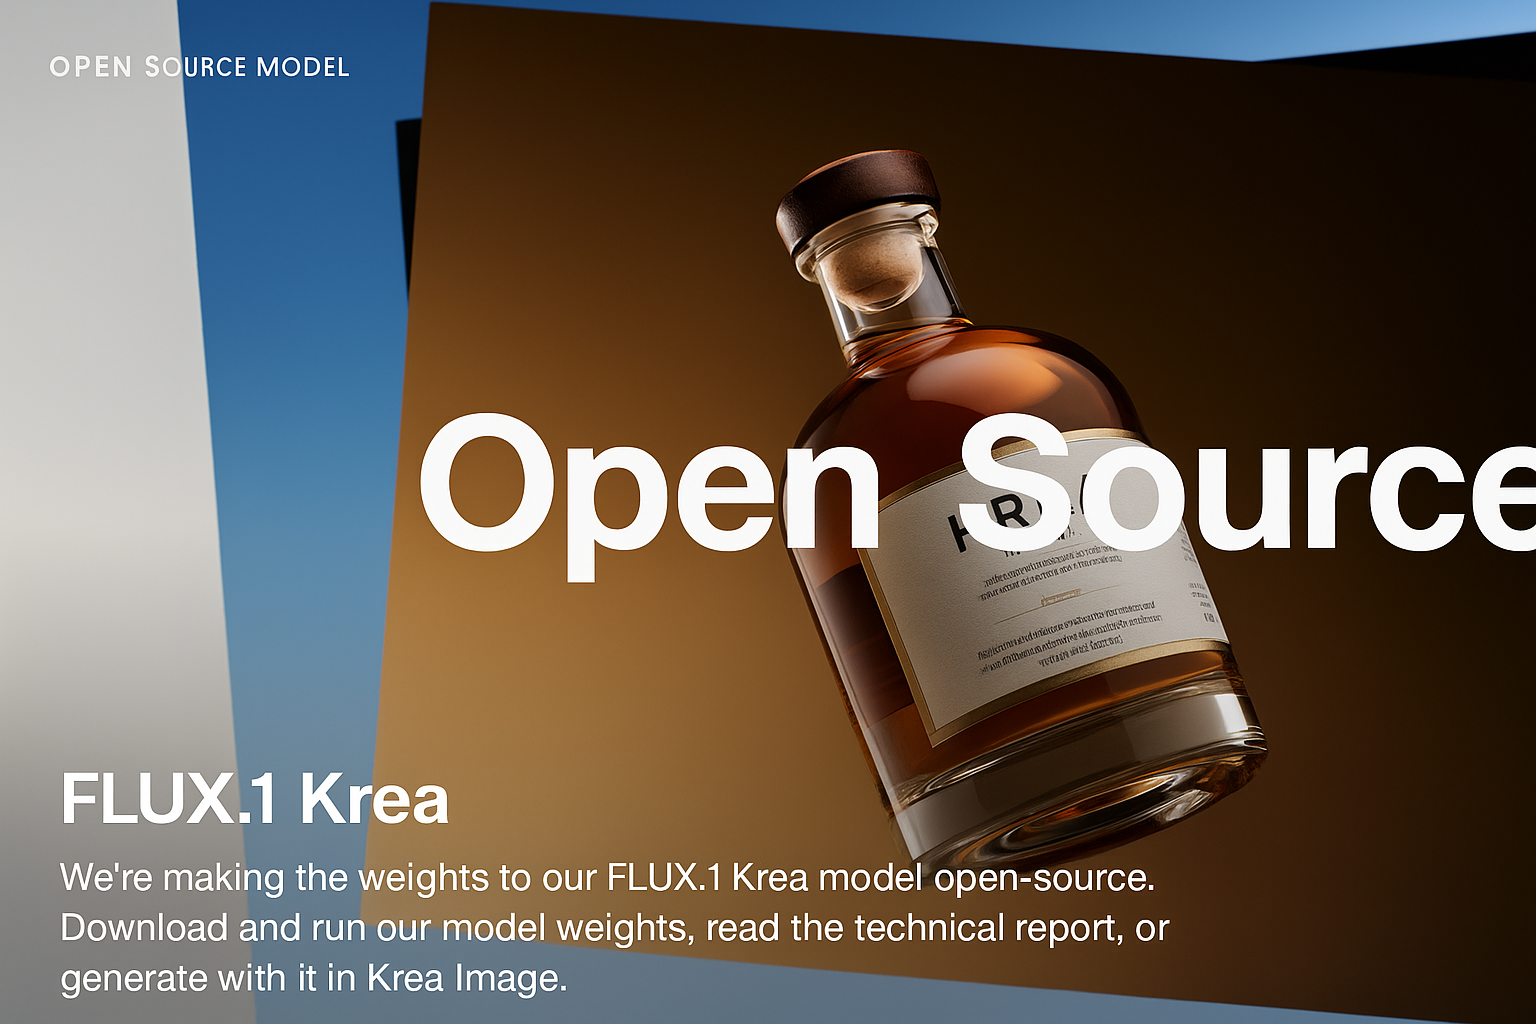 OPEN SOURCE MODEL
Open Source
FLUX.1 Krea
We're making the weights to our FLUX.1 Krea model open-source.
Download and run our model weights, read the technical report, or
generate with it in Krea Image.